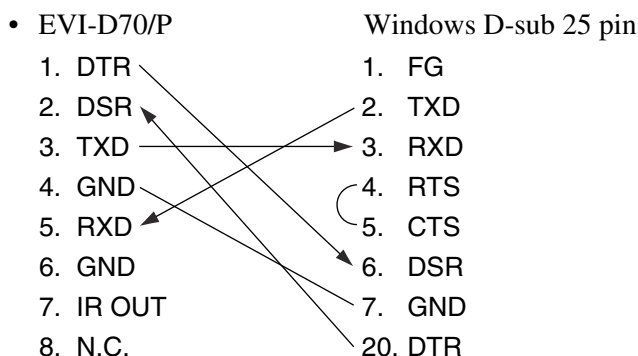 • EVI-D70/P Windows D-sub 25 pin
1. DTR 1. FG
2. DSR 2. TXD
3. TXD 3. RXD
4. GND 4. RTS
5. RXD 5. CTS
6. GND 6. DSR
7. IR OUT 7. GND
8. N.C. 20. DTR